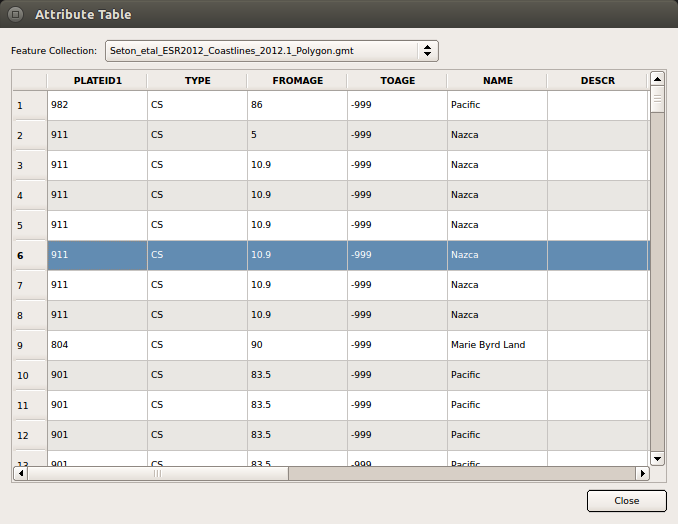 Attribute Table
Feature Collection: Seton_etal_ESR2012_Coastlines_2012.1_Polygon.gmt
PLATEID1 TYPE FROMAGE TOAGE NAME DESCR
1 982 CS 86 -999 Pacific
2 911 CS 5 -999 Nazca
3 911 CS 10.9 -999 Nazca
4 911 CS 10.9 -999 Nazca
5 911 CS 10.9 -999 Nazca
6 911 CS 10.9 -999 Nazca
7 911 CS 10.9 -999 Nazca
8 911 CS 10.9 -999 Nazca
9 804 CS 90 -999 Marie Byrd Land
10 901 CS 83.5 -999 Pacific
11 901 CS 83.5 -999 Pacific
12 901 CS 83.5 -999 Pacific
13 901 CS 83.5 -999 Pacific
Close